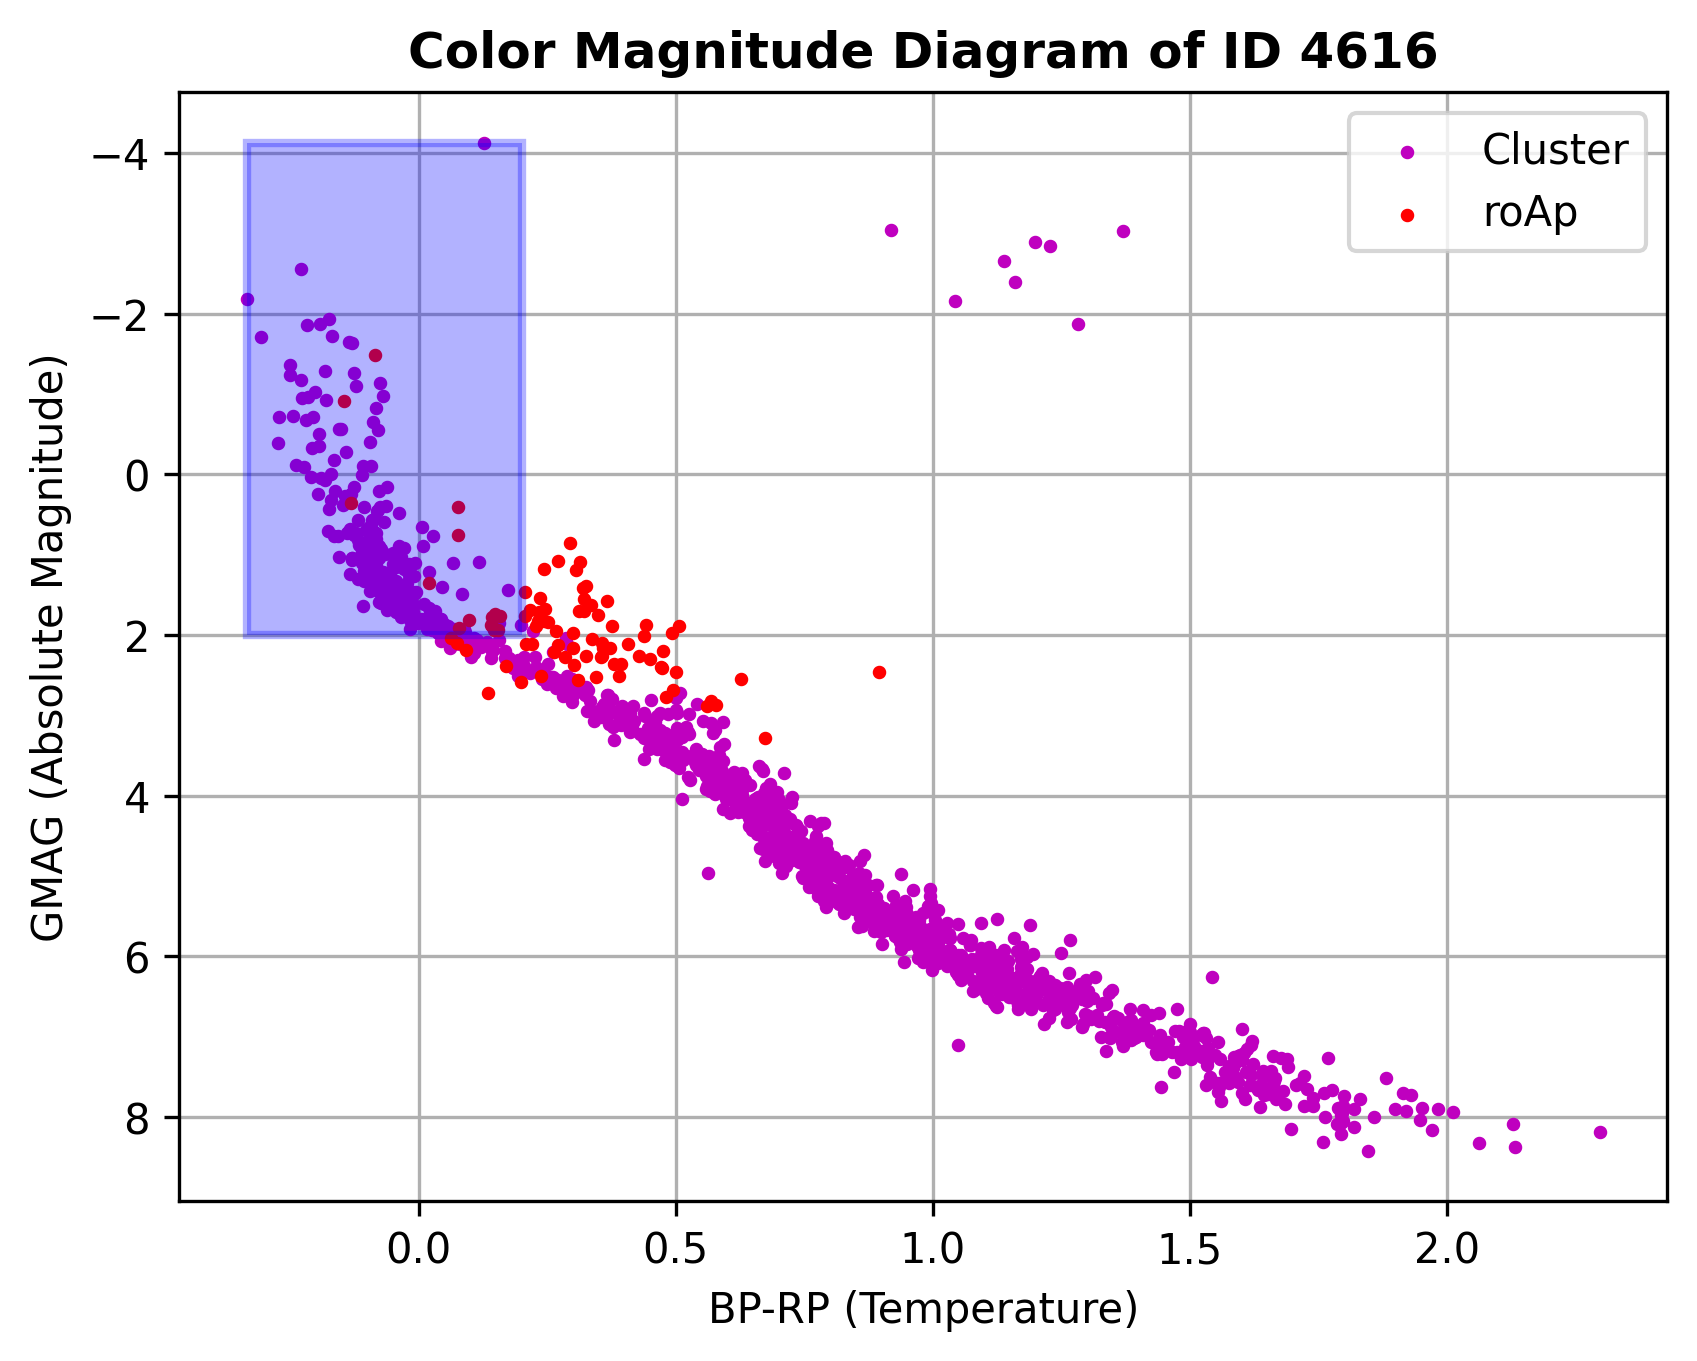 Color Magnitude Diagram of ID 4616
Cluster
roAp
GMAG (Absolute Magnitude)
−4
−2
0
2
4
6
8
0.0 0.5 1.0 1.5 2.0
BP-RP (Temperature)